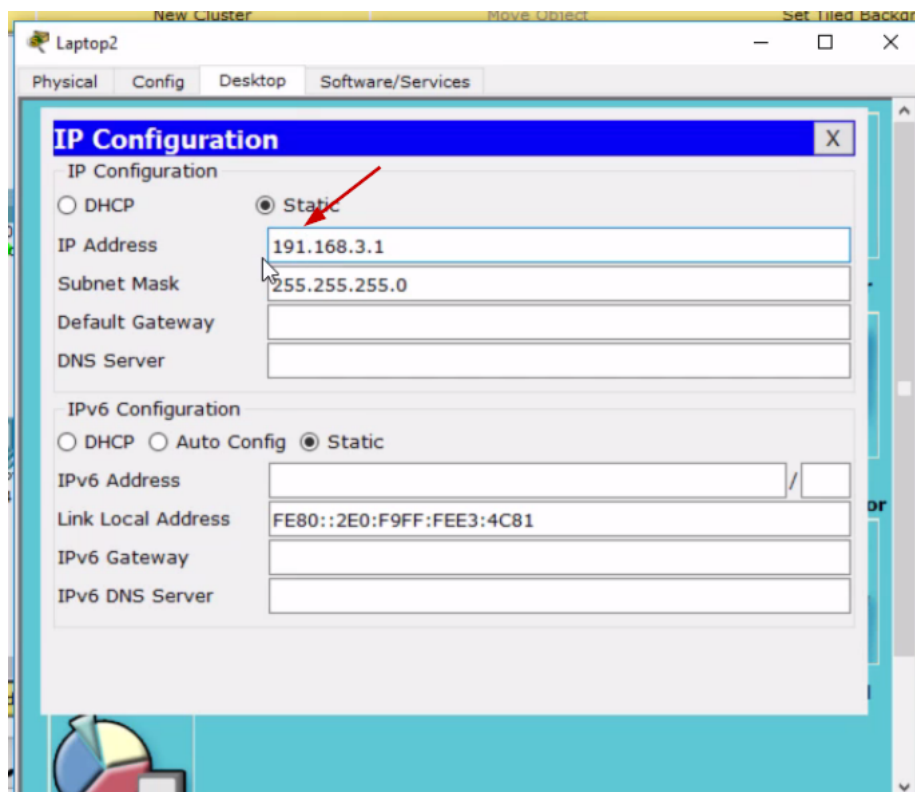 New Cluster Move Object Set Tiled Backgr
Laptop2
Physical Config Desktop Software/Services
IP Configuration X
IP Configuration
DHCP Static
IP Address 191.168.3.1
Subnet Mask 255.255.255.0
Default Gateway
DNS Server
IPv6 Configuration
DHCP Auto Config Static
IPv6 Address /
Link Local Address FE80::2E0:F9FF:FEE3:4C81
IPv6 Gateway
IPv6 DNS Server
or